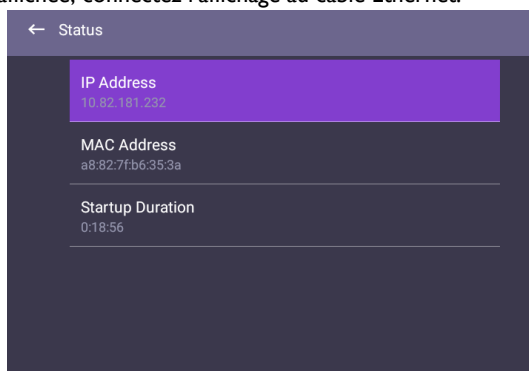 affichée, connectez l'affichage au câble Ethernet.
← Status
IP Address
10.82.181.232
MAC Address
a8:82:7f:b6:35:3a
Startup Duration
0:18:56